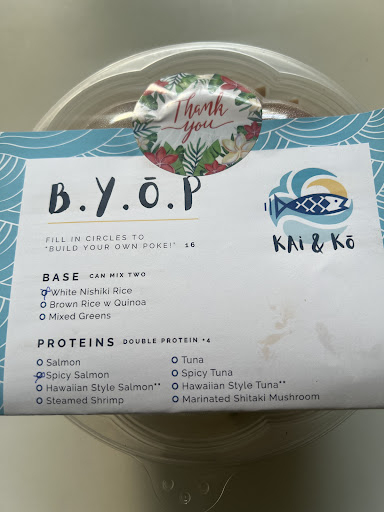 Thank
you
B.Y.Ō.P
KAi & Kō
FILL IN CIRCLES TO
"BUILD YOUR OWN POKE!" 16
BASE CAN MIX TWO
White Nishiki Rice
Brown Rice w Quinoa
Mixed Greens
PROTEINS DOUBLE PROTEIN +4
Salmon
Spicy Salmon
Hawaiian Style Salmon**
Steamed Shrimp
Tuna
Spicy Tuna
Hawaiian Style Tuna**
Marinated Shitaki Mushroom